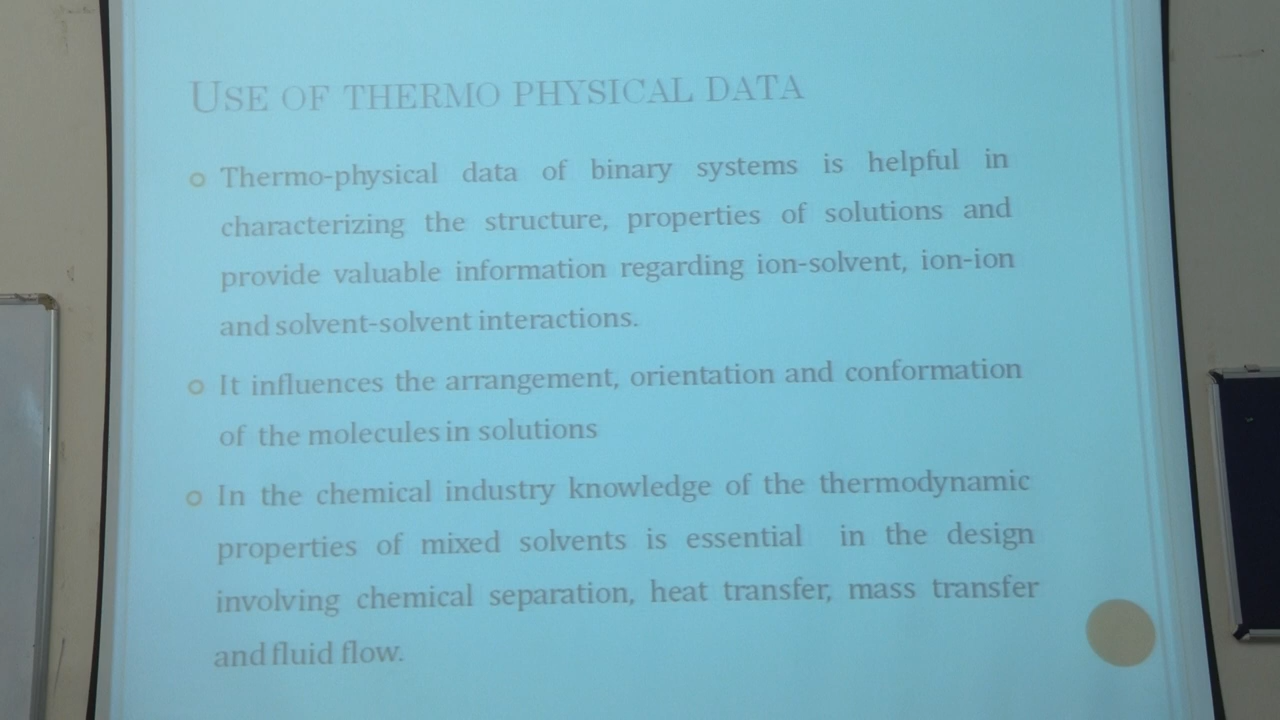 USE OF THERMO PHYSICAL DATA
Thermo-physical data of binary systems is helpful in
characterizing the structure, properties of solutions and
provide valuable information regarding ion-solvent, ion-ion
and solvent-solvent interactions.
It influences the arrangement, orientation and conformation
of the molecules in solutions
In the chemical industry knowledge of the thermodynamic
properties of mixed solvents is essential in the design
involving chemical separation, heat transfer, mass transfer
and fluid flow.